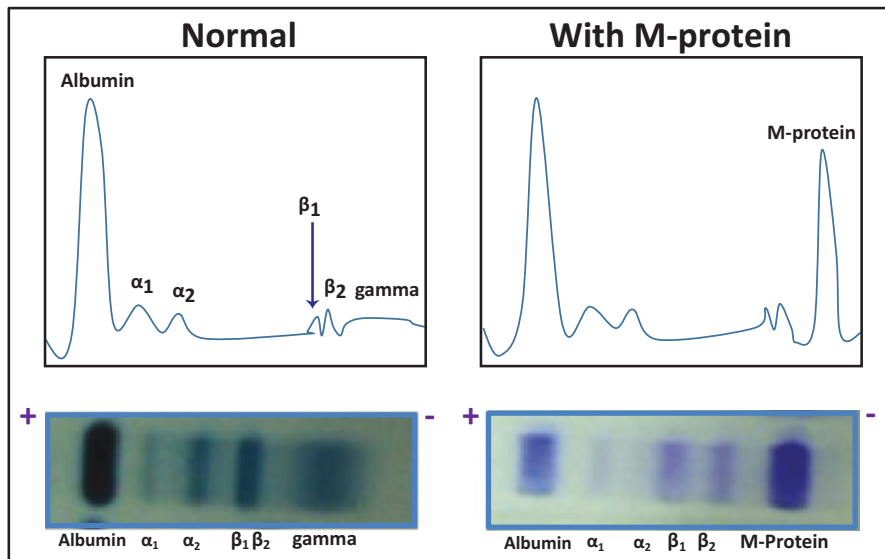 Normal
With M-protein
Albumin
α1
α2
β1
β2
gamma
M-protein
+
-
+
-
Albumin α1 α2 β1 β2 gamma
Albumin α1 α2 β1 β2 M-Protein